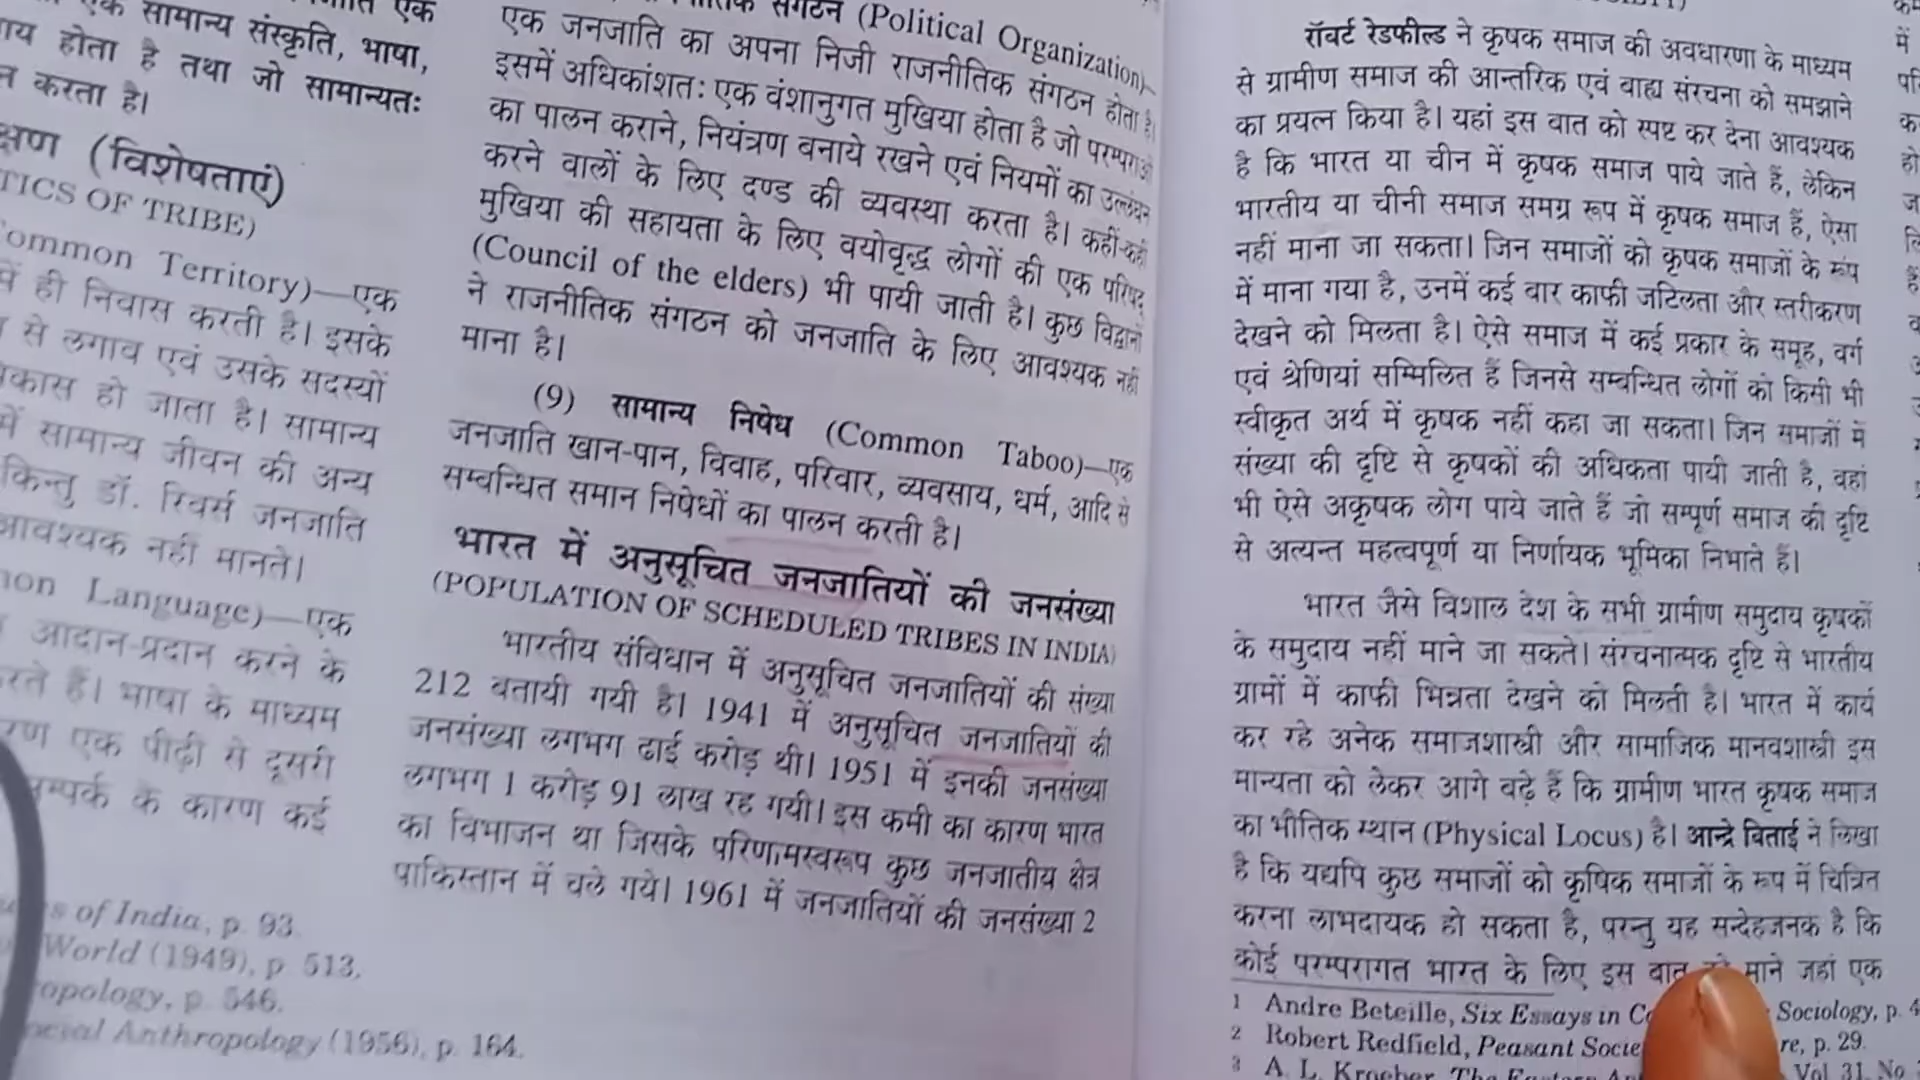 एक सामान्य संस्कृति, भाषा,
होता है तथा जो सामान्यतः
करता है।
(विशेषताएं)
OF TRIBE)
Territory)—एक
में ही निवास करती है। इसके
से लगाव एवं उसके सदस्यों
हो जाता है। सामान्य
में सामान्य जीवन की अन्य
किन्तु डॉ. रिवर्स जनजाति
आवश्यक नहीं मानते।
Language)—एक
आदान-प्रदान करने के
हैं। भाषा के माध्यम
एक पीढ़ी से दूसरी
के कारण कई
of India, p. 93.
World (1949), p 513.
p. 546.
Social Anthropology (1956), p. 164.
संगठन (Political Organization)—
एक जनजाति का अपना निजी राजनीतिक संगठन होता है।
इसमें अधिकांशतः एक वंशानुगत मुखिया होता है जो परम्पराओं
का पालन कराने, नियंत्रण बनाये रखने एवं नियमों का उल्लंघन
करने वालों के लिए दण्ड की व्यवस्था करता है। कहीं-कहीं
मुखिया की सहायता के लिए वयोवृद्ध लोगों की एक परिषद्
(Council of the elders) भी पायी जाती है। कुछ विद्वानों
ने राजनीतिक संगठन को जनजाति के लिए आवश्यक नहीं
माना है।
(9) सामान्य निषेध (Common Taboo)—एक
जनजाति खान-पान, विवाह, परिवार, व्यवसाय, धर्म, आदि से
सम्बन्धित समान निषेधों का पालन करती है।
भारत में अनुसूचित जनजातियों की जनसंख्या
(POPULATION OF SCHEDULED TRIBES IN INDIA)
भारतीय संविधान में अनुसूचित जनजातियों की संख्या
212 बतायी गयी है। 1941 में अनुसूचित जनजातियों की
जनसंख्या लगभग ढाई करोड़ थी। 1951 में इनकी जनसंख्या
लगभग 1 करोड़ 91 लाख रह गयी। इस कमी का कारण भारत
का विभाजन था जिसके परिणामस्वरूप कुछ जनजातीय क्षेत्र
पाकिस्तान में चले गये। 1961 में जनजातियों की जनसंख्या 2
रॉबर्ट रेडफील्ड ने कृषक समाज की अवधारणा के माध्यम
से ग्रामीण समाज की आन्तरिक एवं बाह्य संरचना को समझाने
का प्रयत्न किया है। यहां इस बात को स्पष्ट कर देना आवश्यक
है कि भारत या चीन में कृषक समाज पाये जाते हैं, लेकिन
भारतीय या चीनी समाज समग्र रूप में कृषक समाज हैं, ऐसा
नहीं माना जा सकता। जिन समाजों को कृषक समाजों के रूप
में माना गया है, उनमें कई बार काफी जटिलता और स्तरीकरण
देखने को मिलता है। ऐसे समाज में कई प्रकार के समूह, वर्ग
एवं श्रेणियां सम्मिलित हैं जिनसे सम्बन्धित लोगों को किसी भी
स्वीकृत अर्थ में कृषक नहीं कहा जा सकता। जिन समाजों में
संख्या की दृष्टि से कृषकों की अधिकता पायी जाती है, वहां
भी ऐसे अकृषक लोग पाये जाते हैं जो सम्पूर्ण समाज की दृष्टि
से अत्यन्त महत्वपूर्ण या निर्णायक भूमिका निभाते हैं।
भारत जैसे विशाल देश के सभी ग्रामीण समुदाय कृषकों
के समुदाय नहीं माने जा सकते। संरचनात्मक दृष्टि से भारतीय
ग्रामों में काफी भिन्नता देखने को मिलती है। भारत में कार्य
कर रहे अनेक समाजशास्त्री और सामाजिक मानवशास्त्री इस
मान्यता को लेकर आगे बढ़े हैं कि ग्रामीण भारत कृषक समाज
का भौतिक स्थान (Physical Locus) है। आन्द्रे बिताई ने लिखा
है कि यद्यपि कुछ समाजों को कृषिक समाजों के रूप में चित्रित
करना लाभदायक हो सकता है, परन्तु यह सन्देहजनक है कि
कोई परम्परागत भारत के लिए इस बात माने जहां एक
1 Andre Beteille, Six Essays in Sociology, p. 4
2 Robert Redfield, Peasant p. 29.
3 A. L. Kroeber, The Vol 31, No